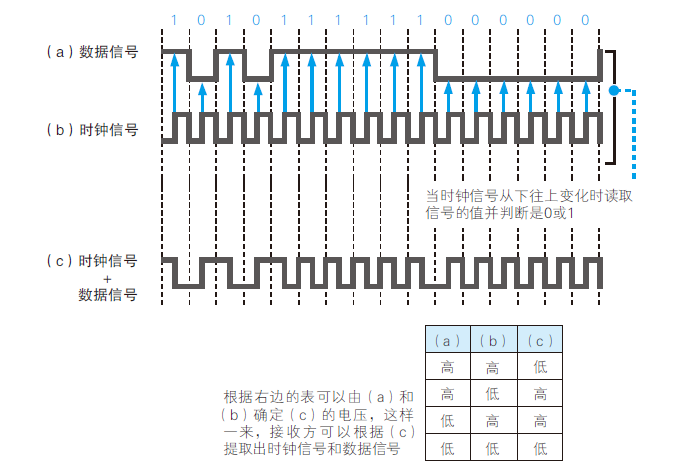 1 0 1 0 1 1 1 1 1 1 0 0 0 0 0 0
（a）数据信号
（b）时钟信号
当时钟信号从下往上变化时读取
信号的值并判断是0或1
（c）时钟信号
+
数据信号
（a） （b） （c）
高 高 低
高 低 高
低 高 高
低 低 低
根据右边的表可以由（a）和
（b）确定（c）的电压，这样
一来，接收方可以根据（c）
提取出时钟信号和数据信号